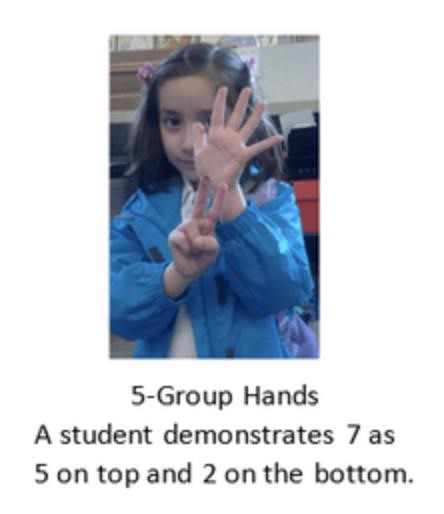 5-Group Hands
A student demonstrates 7 as
5 on top and 2 on the bottom.